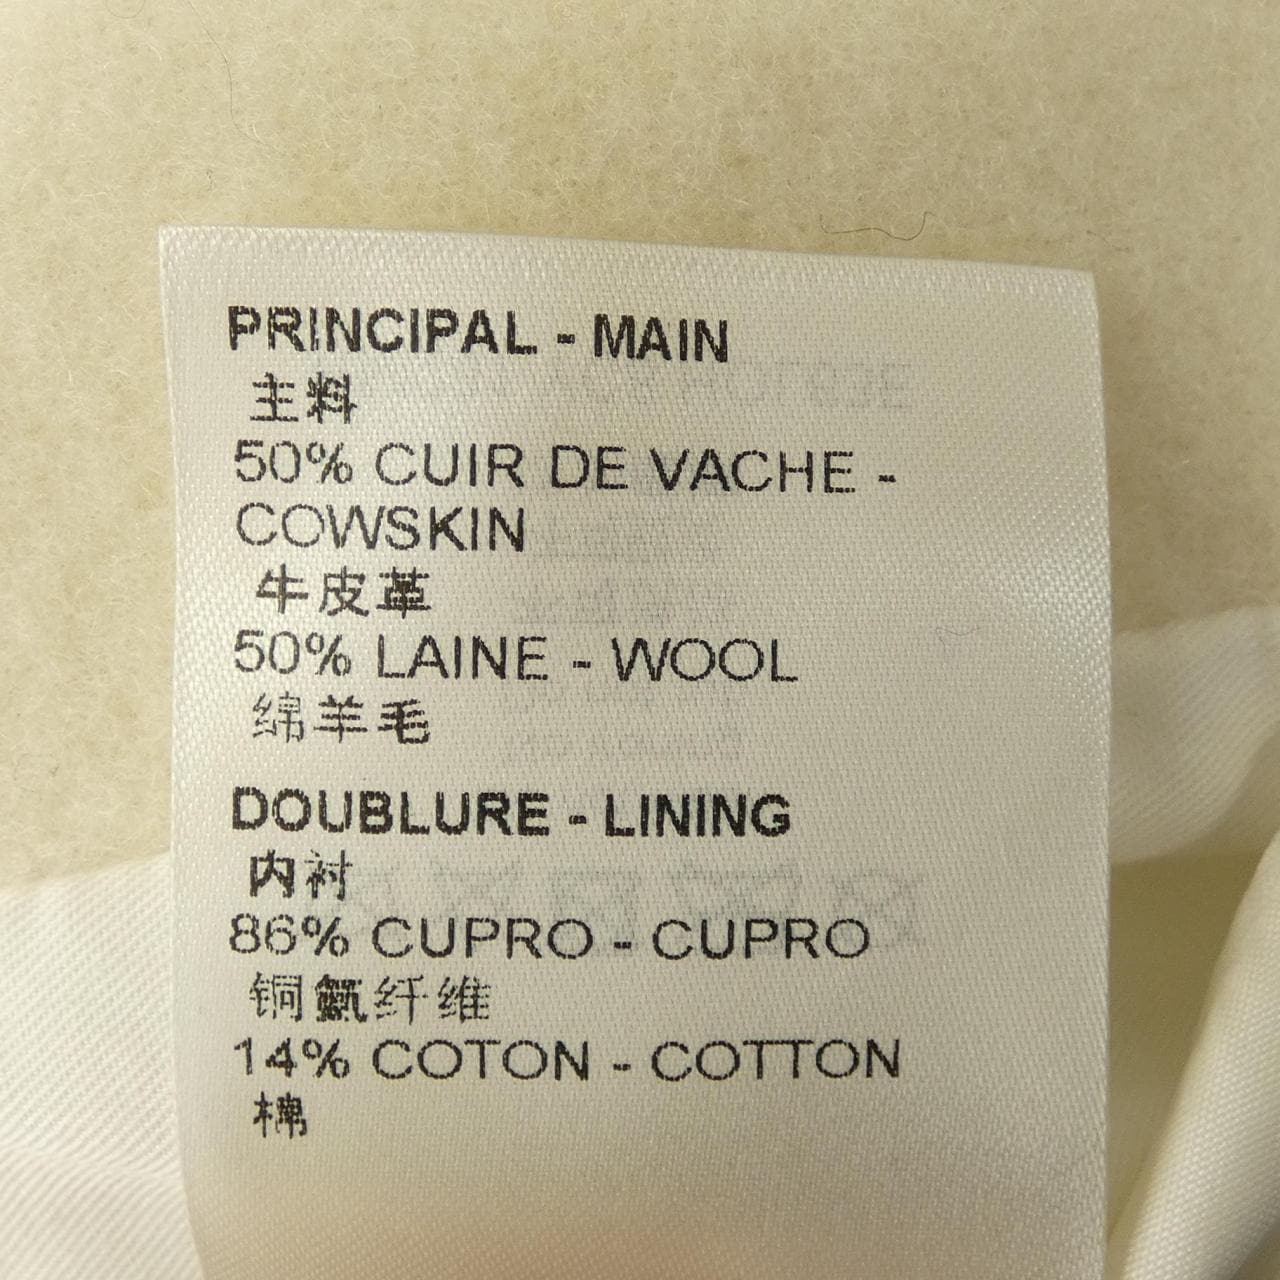 PRINCIPAL - MAIN
主料
50% CUIR DE VACHE -
COWSKIN
牛皮革
50% LAINE - WOOL
绵羊毛
DOUBLURE - LINING
内衬
86% CUPRO - CUPRO
铜氨纤维
14% COTON - COTTON
棉